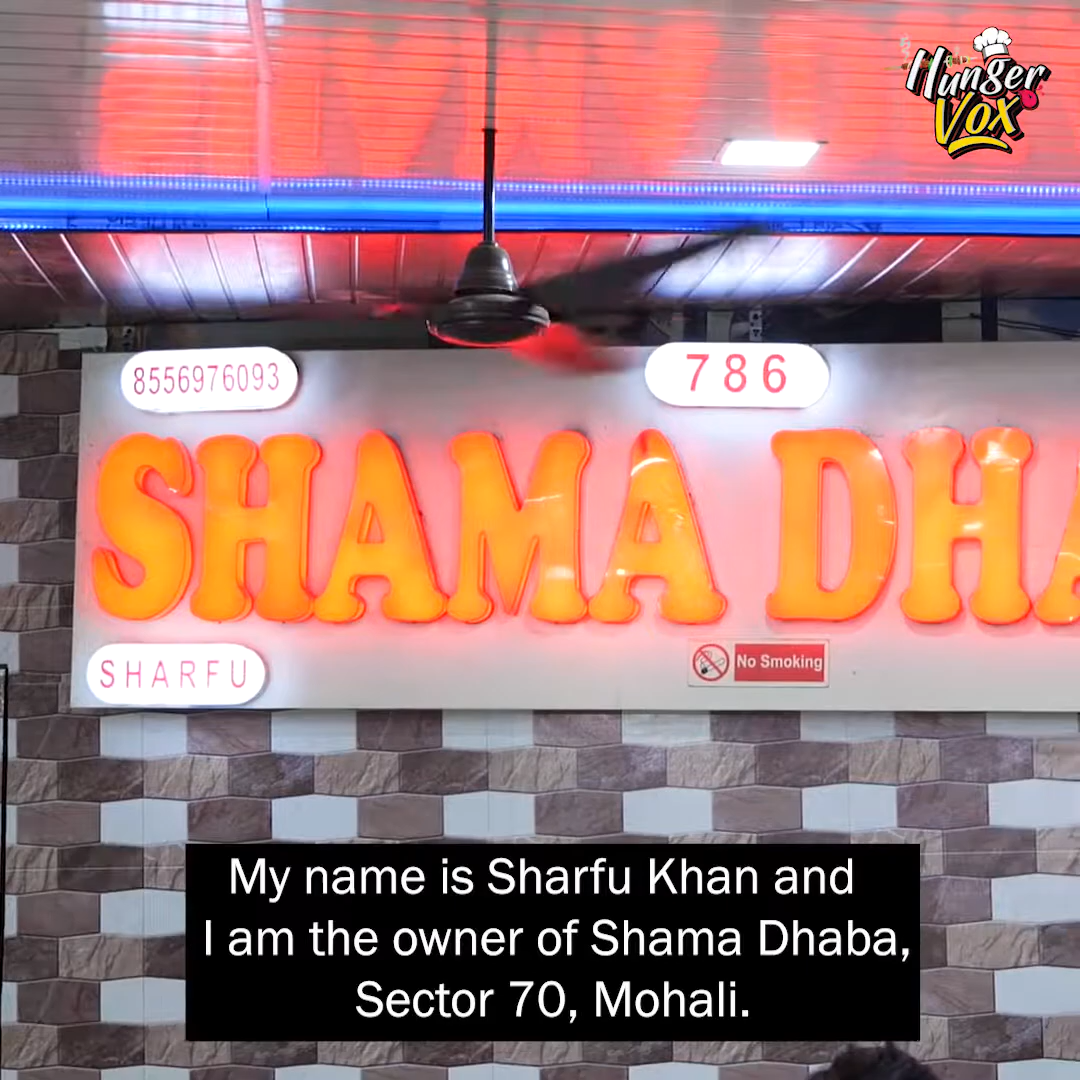 Hunger
Vox
8556976093
786
SHAMA DHA
No Smoking
SHARFU
My name is Sharfu Khan and
I am the owner of Shama Dhaba,
Sector 70, Mohali.